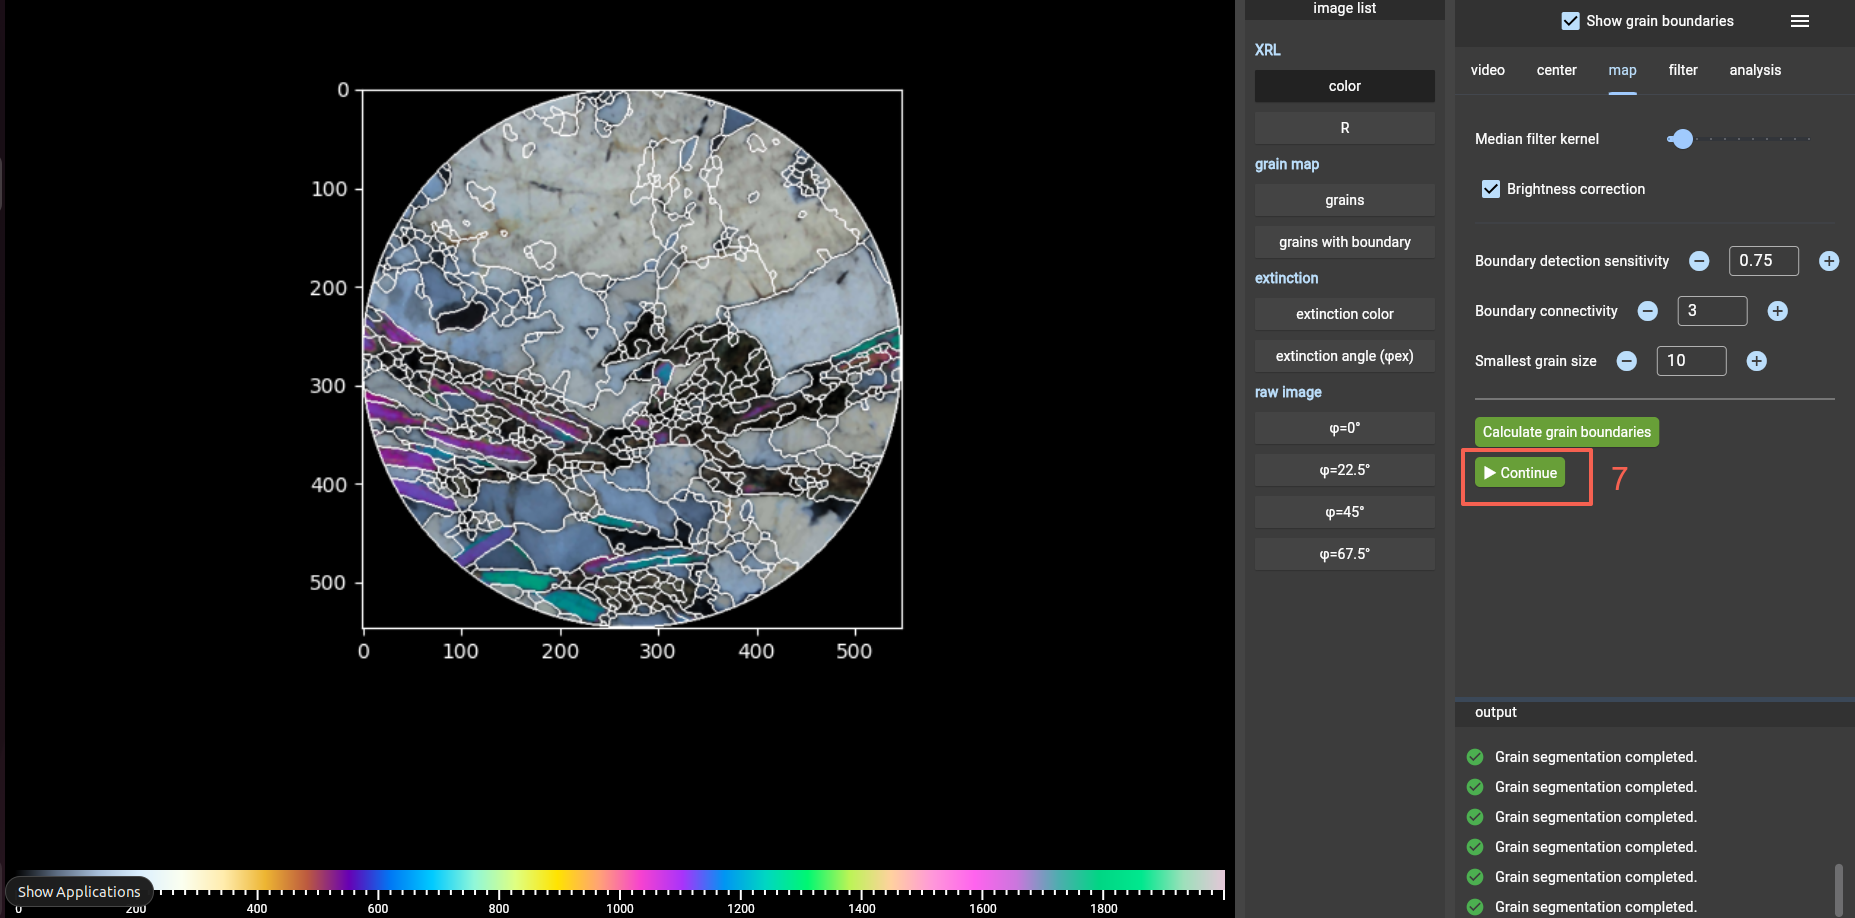 image list
Show grain boundaries
XRL
color
R
grain map
grains
grains with boundary
extinction
extinction color
extinction angle (φex)
raw image
φ=0°
φ=22.5°
φ=45°
φ=67.5°
video center map filter analysis
Median filter kernel
Brightness correction
Boundary detection sensitivity 0.75
Boundary connectivity 3
Smallest grain size 10
Calculate grain boundaries
Continue
7
output
Grain segmentation completed.
Grain segmentation completed.
Grain segmentation completed.
Grain segmentation completed.
Grain segmentation completed.
Grain segmentation completed.
0
100
200
300
400
500
0 100 200 300 400 500
Show Applications
0 200 400 600 800 1000 1200 1400 1600 1800